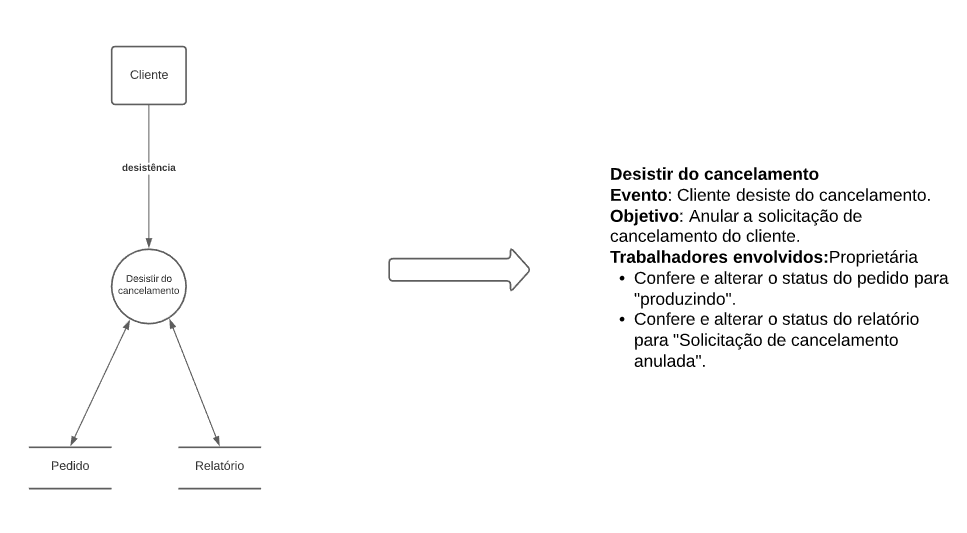 Cliente
desistência
Desistir do
cancelamento
Pedido
Relatório
Desistir do cancelamento
Evento: Cliente desiste do cancelamento.
Objetivo: Anular a solicitação de
cancelamento do cliente.
Trabalhadores envolvidos:Proprietária
• Confere e alterar o status do pedido para
"produzindo".
• Confere e alterar o status do relatório
para "Solicitação de cancelamento
anulada".